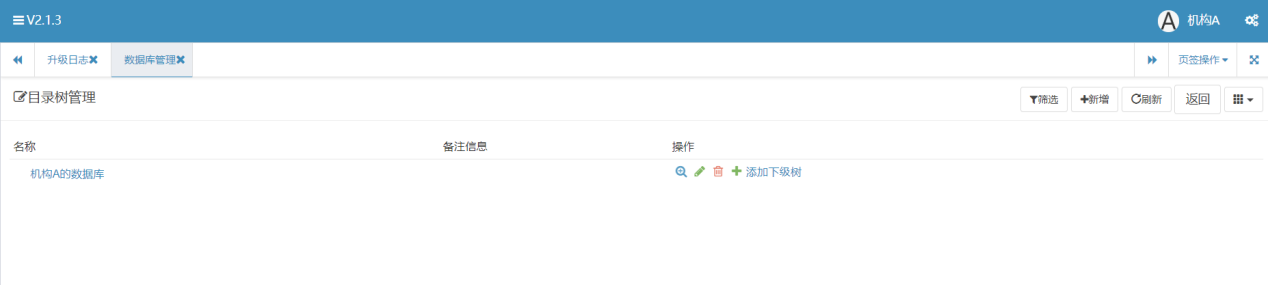 V2.1.3 机构A
升级日志 数据库管理 页签操作
目录树管理 筛选 新增 刷新 返回
名称 备注信息 操作
机构A的数据库 添加下级树